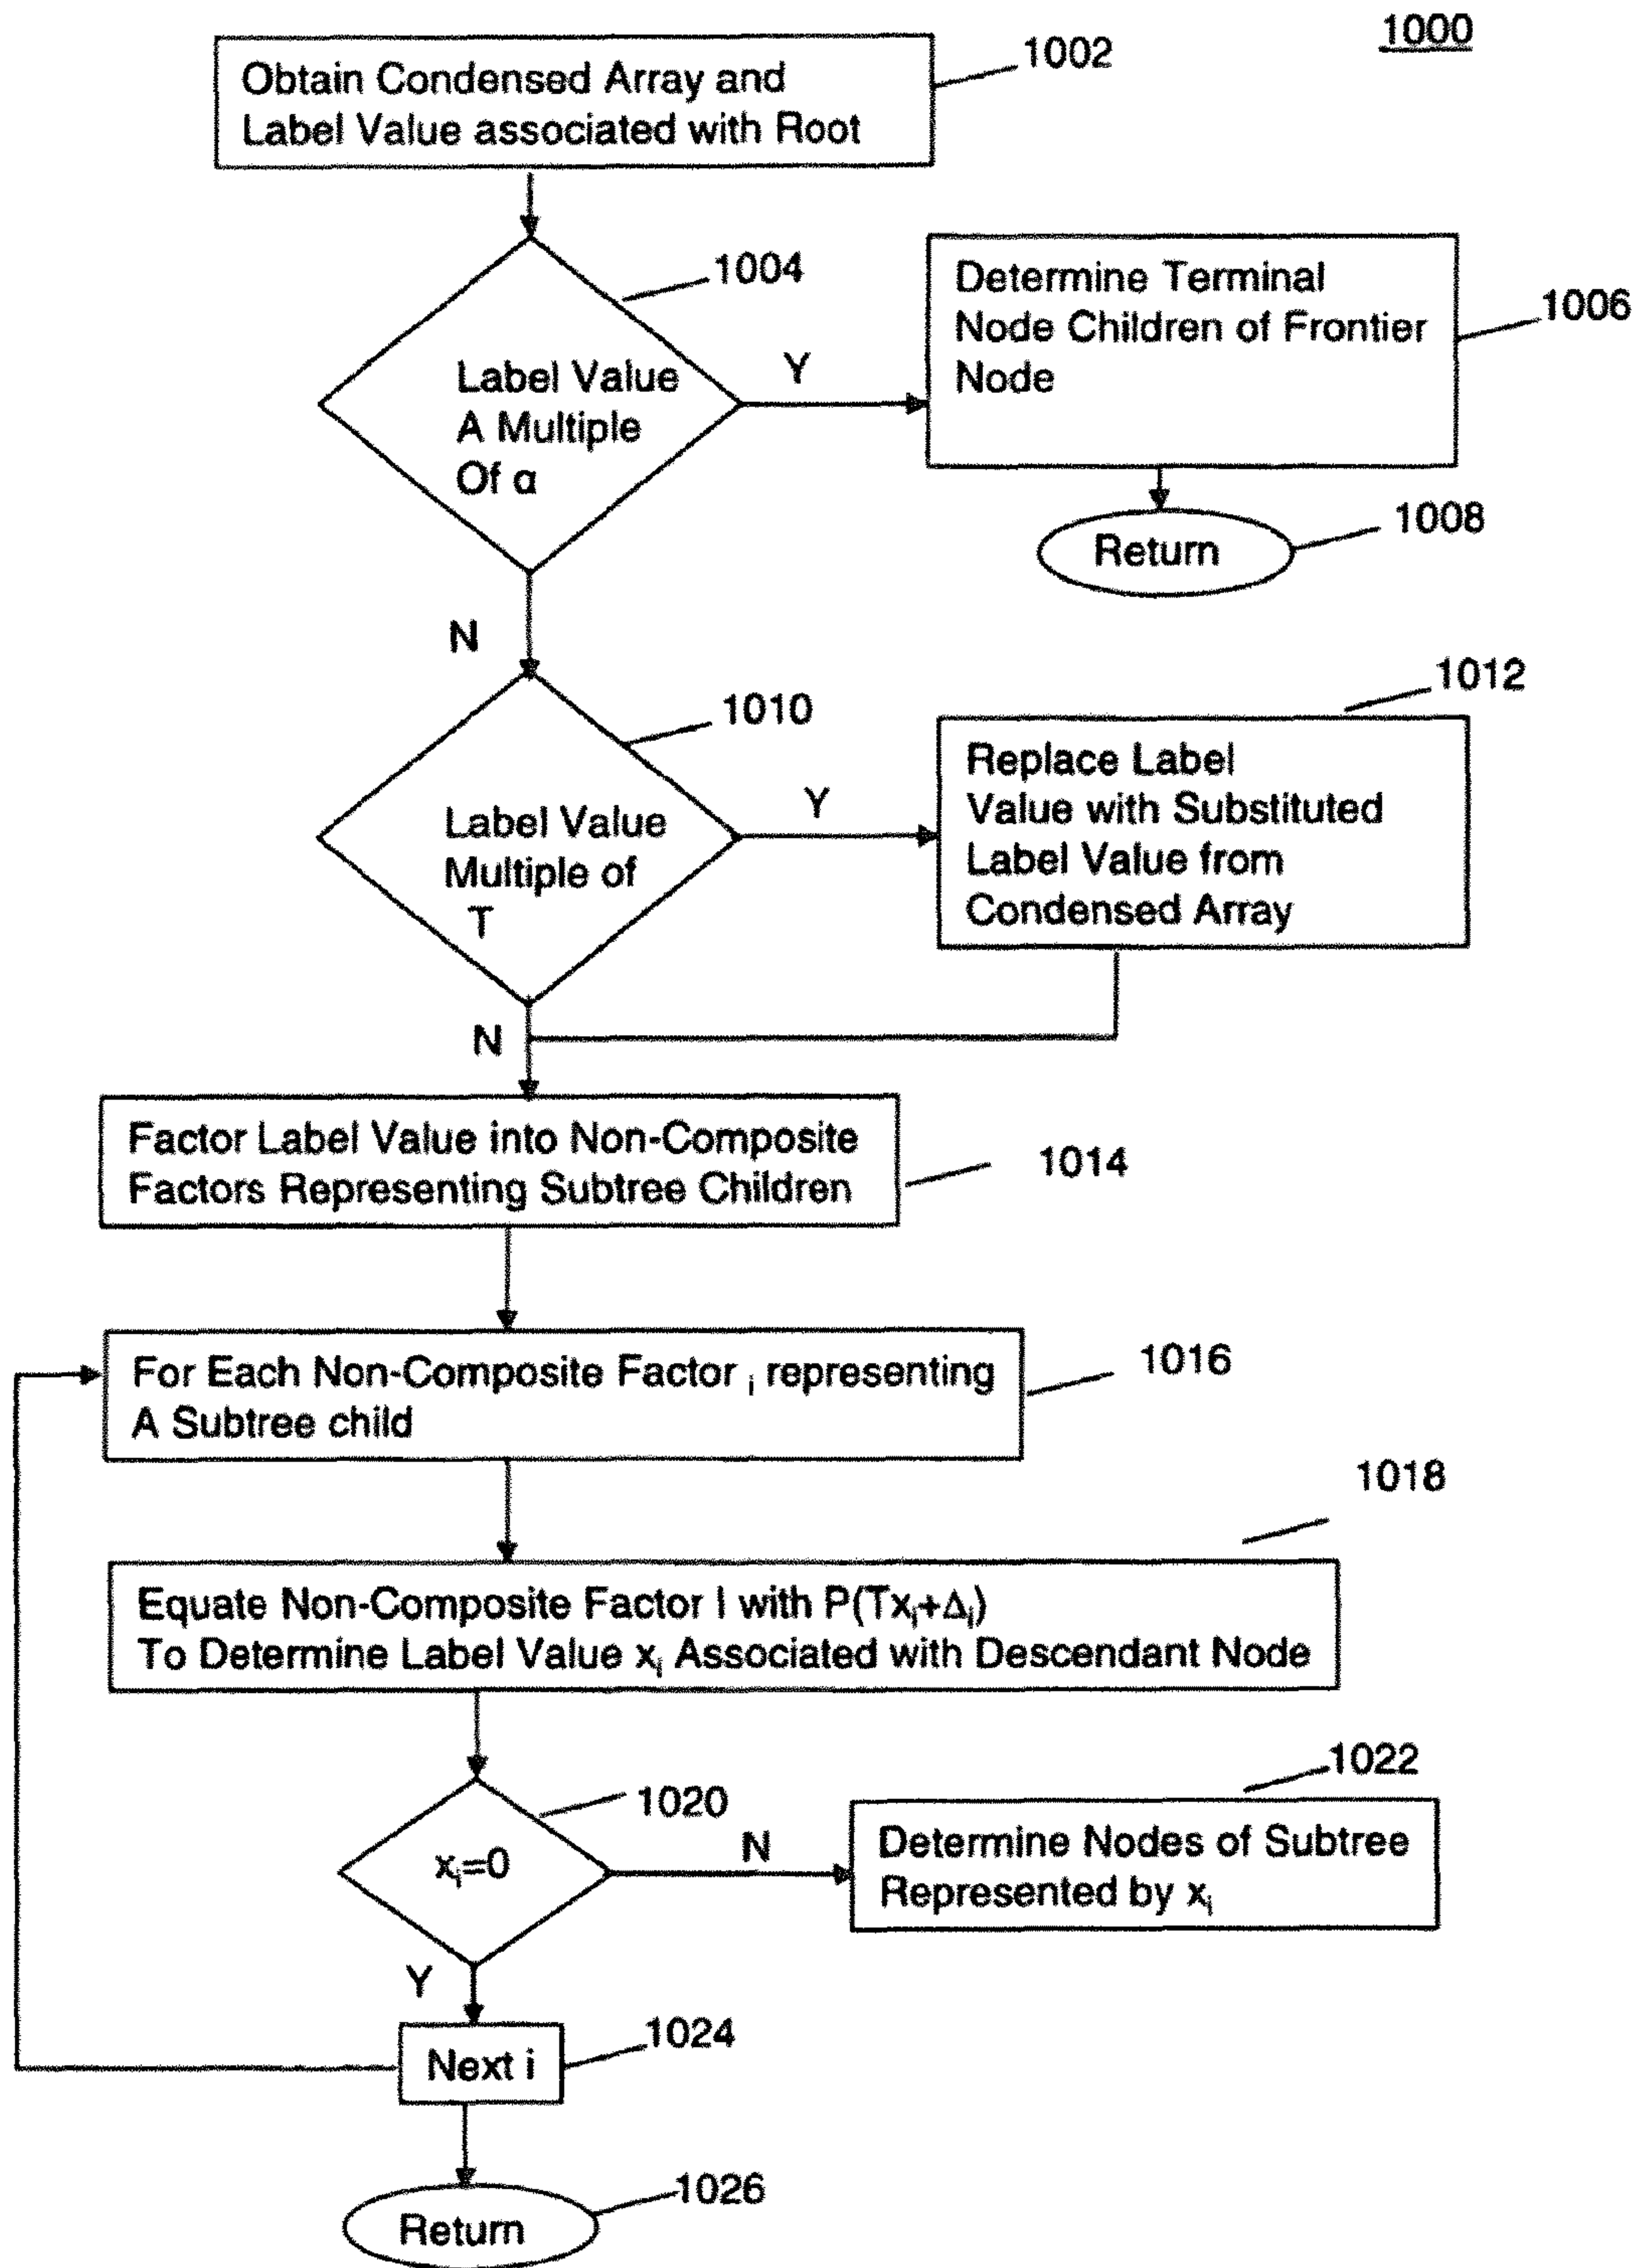 1000
Obtain Condensed Array and
Label Value associated with Root
1002
1004
Label Value
A Multiple
Of α
Y
Determine Terminal
Node Children of Frontier
Node
1006
Return
1008
N
1010
Label Value
Multiple of
T
Y
1012
Replace Label
Value with Substituted
Label Value from
Condensed Array
N
Factor Label Value into Non-Composite
Factors Representing Subtree Children
1014
For Each Non-Composite Factor i representing
A Subtree child
1016
1018
Equate Non-Composite Factor I with P(Txi+Δi)
To Determine Label Value xi Associated with Descendant Node
1020
xi=0
N
1022
Determine Nodes of Subtree
Represented by xi
Y
Next i
1024
Return
1026